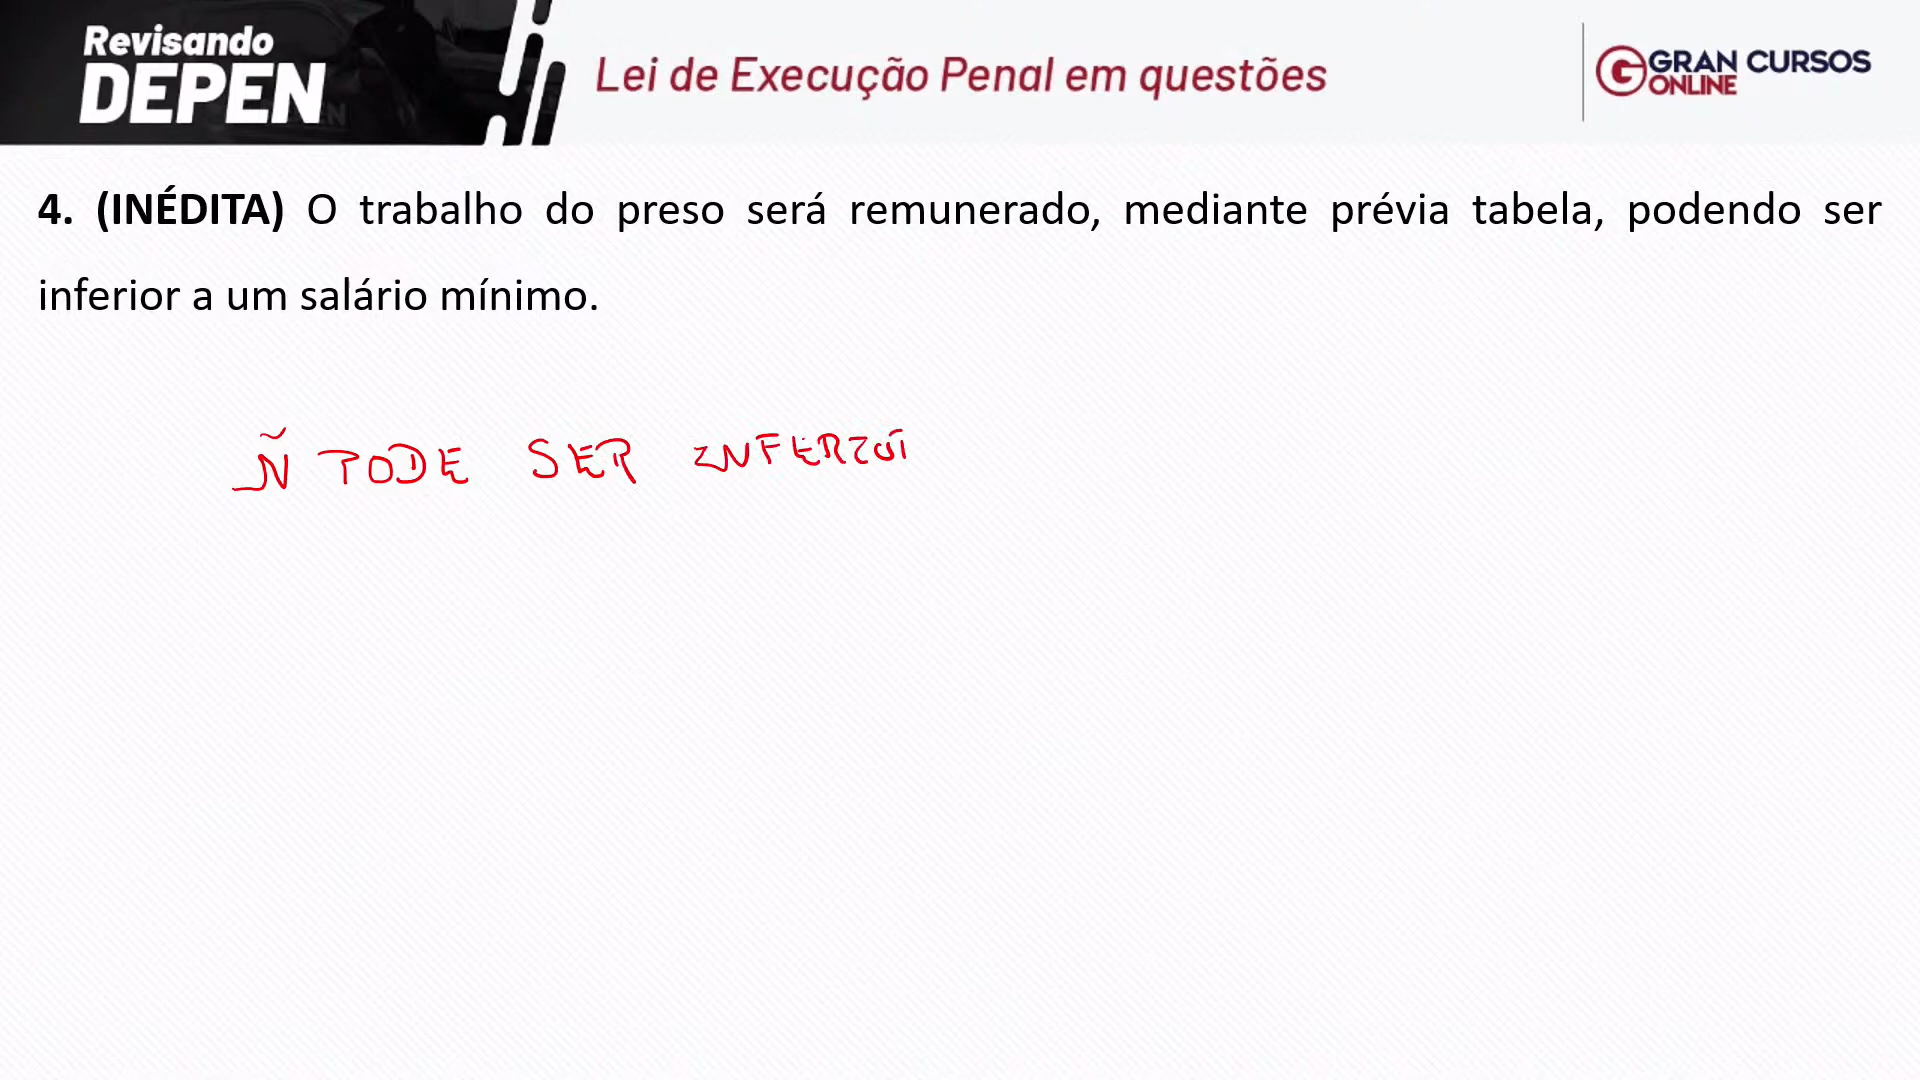 Revisando
DEPEN
Lei de Execução Penal em questões
GRAN CURSOS
ONLINE
4. (INÉDITA) O trabalho do preso será remunerado, mediante prévia tabela, podendo ser
inferior a um salário mínimo.
Ñ PODE SER INFERIOR